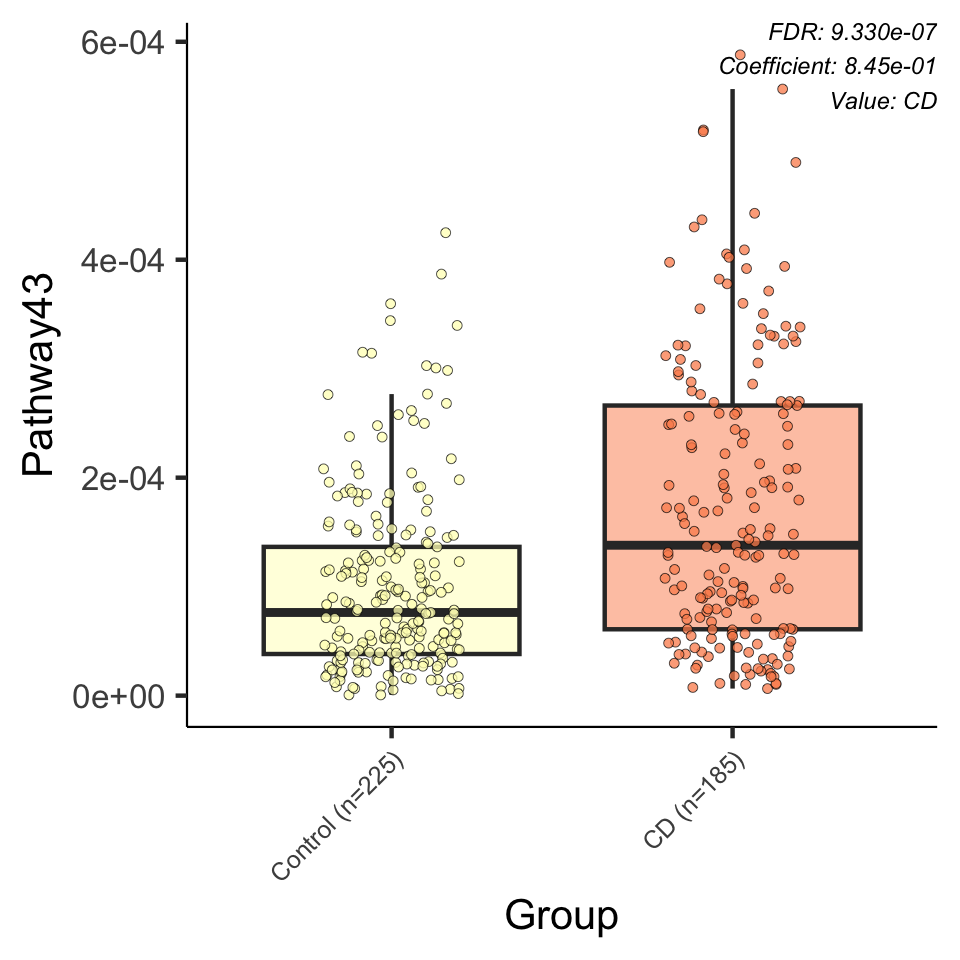 FDR: 9.330e-07
Coefficient: 8.45e-01
Value: CD
6e-04
4e-04
2e-04
0e+00
Pathway43
Control (n=225)
CD (n=185)
Group